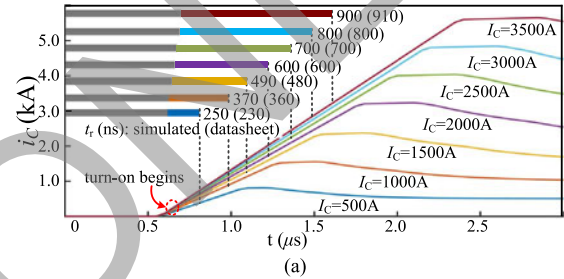 900 (910)
5.0
800 (800)
I_C=3500A
700 (700)
I_C=3000A
4.0
600 (600)
490 (480)
I_C=2500A
370 (360)
3.0
250 (230)
I_C=2000A
t_r (ns): simulated (datasheet)
2.0
I_C=1500A
turn-on begins
1.0
I_C=1000A
I_C=500A
i_C (kA)
0 0.5 1.0 1.5 2.0 2.5
t (μs)
(a)